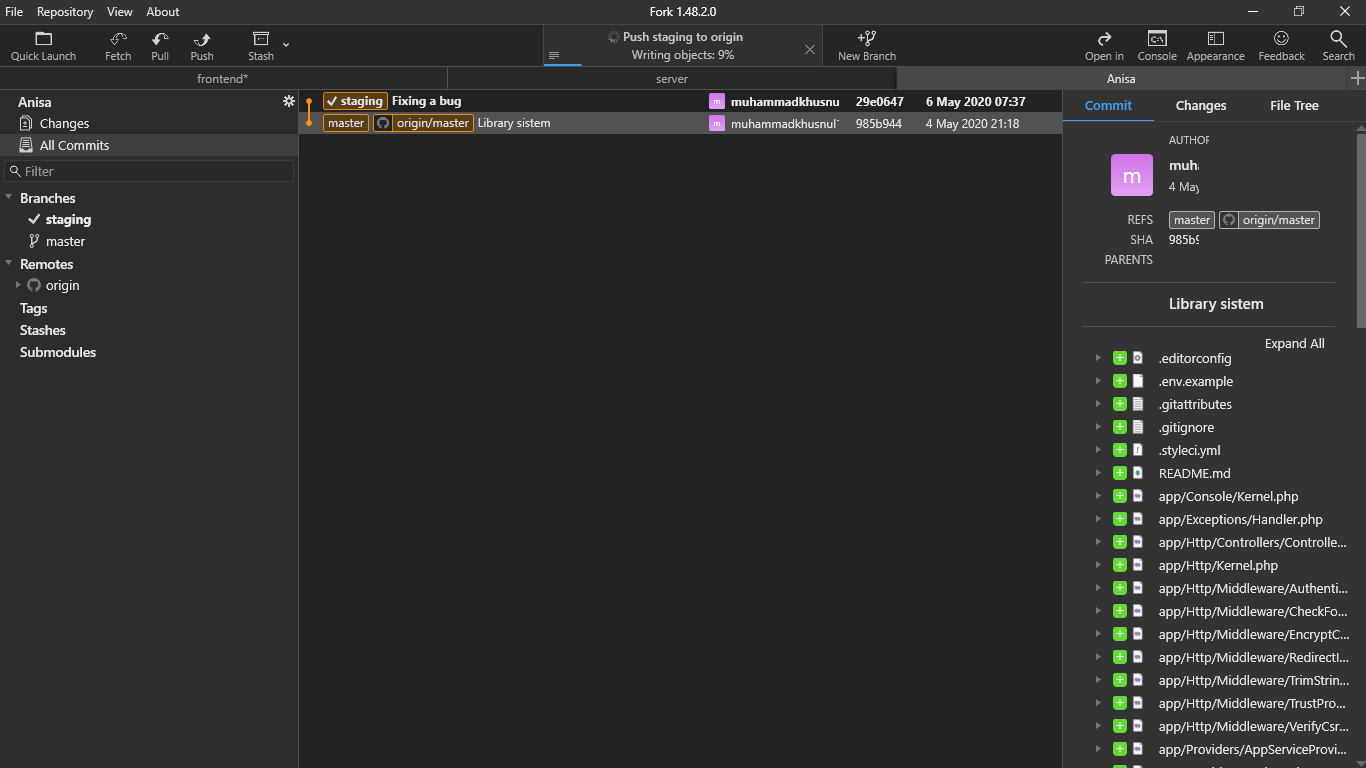 File Repository View About
Fork 1.48.2.0
Quick Launch
Fetch
Pull
Push
Stash
Push staging to origin
Writing objects: 9%
New Branch
Open in
Console
Appearance
Feedback
Search
frontend*
server
Anisa
Anisa
Changes
All Commits
Filter
Branches
staging
master
Remotes
origin
Tags
Stashes
Submodules
staging Fixing a bug m muhammadkhusnu 29e0647 6 May 2020 07:37
master origin/master Library sistem m muhammadkhusnul 985b944 4 May 2020 21:18
Commit Changes File Tree
AUTHOR
m
muha
4 May
REFS master origin/master
SHA 985b9
PARENTS
Library sistem
Expand All
.editorconfig
.env.example
.gitattributes
.gitignore
.styleci.yml
README.md
app/Console/Kernel.php
app/Exceptions/Handler.php
app/Http/Controllers/Controlle...
app/Http/Kernel.php
app/Http/Middleware/Authenti...
app/Http/Middleware/CheckFo...
app/Http/Middleware/EncryptC...
app/Http/Middleware/RedirectI...
app/Http/Middleware/TrimStrin...
app/Http/Middleware/TrustPro...
app/Http/Middleware/VerifyCsr...
app/Providers/AppServiceProvi...